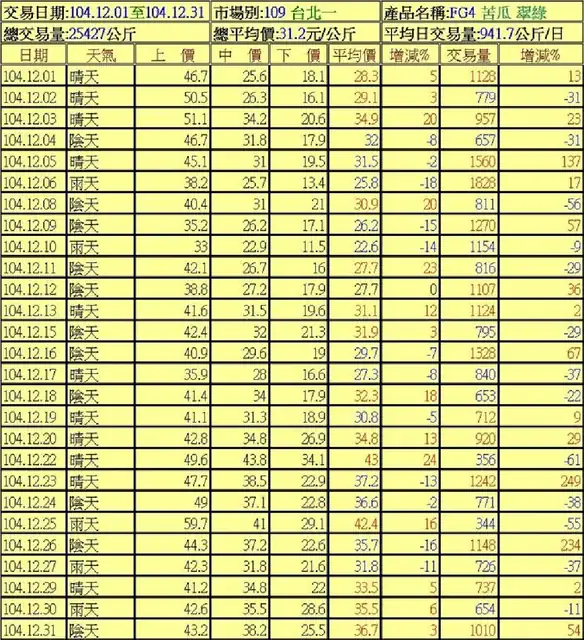 交易日期:104.12.01至104.12.31 市場別:109 台北一 產品名稱:FG4 苦瓜 翠綠
總交易量:25427公斤 總平均價:31.2元/公斤 平均日交易量:941.7公斤/日
日期 天氣 上 價 中 價 下 價 平均價 增減% 交易量 增減%
104.12.01 晴天 46.7 25.6 18.1 28.3 5 1128 13
104.12.02 晴天 50.5 26.3 16.1 29.1 3 779 -31
104.12.03 晴天 51.1 34.2 20.6 34.9 20 957 23
104.12.04 陰天 46.7 31.8 17.9 32 -8 657 -31
104.12.05 晴天 45.1 31 19.5 31.5 -2 1560 137
104.12.06 雨天 38.2 25.7 13.4 25.8 -18 1828 17
104.12.08 陰天 40.4 31 21 30.9 20 811 -56
104.12.09 陰天 35.2 26.2 17.1 26.2 -15 1270 57
104.12.10 雨天 33 22.9 11.5 22.6 -14 1154 -9
104.12.11 陰天 42.1 26.7 16 27.7 23 816 -29
104.12.12 陰天 38.8 27.2 17.9 27.7 0 1107 36
104.12.13 晴天 41.6 31.5 19.6 31.1 12 1124 2
104.12.15 陰天 42.4 32 21.3 31.9 3 795 -29
104.12.16 陰天 40.9 29.6 19 29.7 -7 1328 67
104.12.17 晴天 35.9 28 16.6 27.3 -8 840 -37
104.12.18 陰天 41.4 34 17.9 32.3 18 653 -22
104.12.19 晴天 41.1 31.3 18.9 30.8 -5 712 9
104.12.20 晴天 42.8 34.8 26.9 34.8 13 920 29
104.12.22 晴天 49.6 43.8 34.1 43 24 356 -61
104.12.23 晴天 47.7 38.5 22.9 37.2 -13 1242 249
104.12.24 陰天 49 37.1 22.8 36.6 -2 771 -38
104.12.25 雨天 59.7 41 29.1 42.4 16 344 -55
104.12.26 陰天 44.3 37.2 22.6 35.7 -16 1148 234
104.12.27 雨天 42.3 31.8 21.6 31.8 -11 726 -37
104.12.29 晴天 41.2 34.8 22 33.5 5 737 2
104.12.30 雨天 42.6 35.5 28.6 35.5 6 654 -11
104.12.31 陰天 43.2 38.2 25.5 36.7 3 1010 54